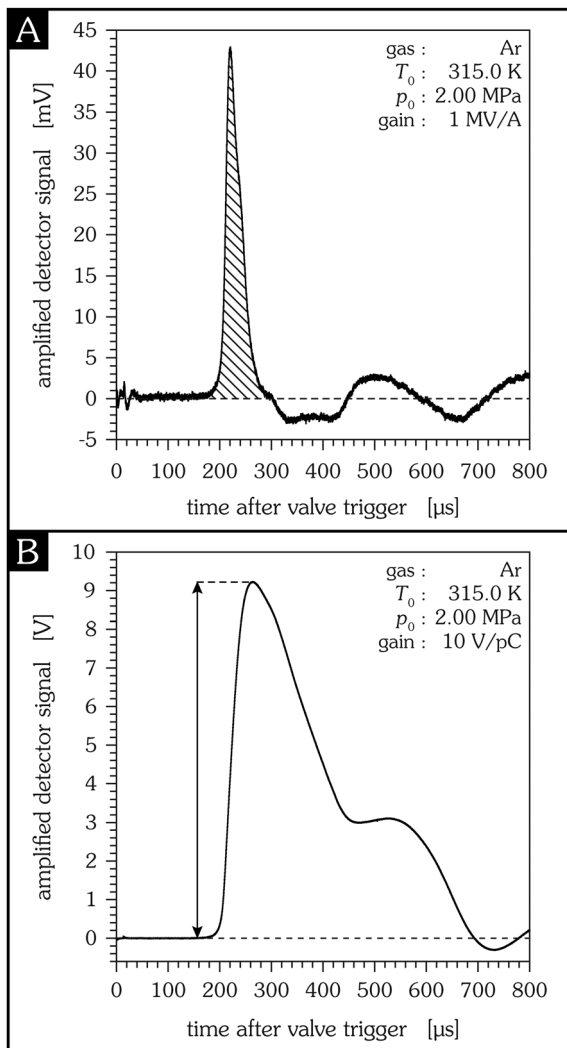 A
45
40
35
30
25
20
15
10
5
0
-5
amplified detector signal [mV]
gas : Ar
T0 : 315.0 K
p0 : 2.00 MPa
gain : 1 MV/A
0 100 200 300 400 500 600 700 800
time after valve trigger [µs]
B
10
9
8
7
6
5
4
3
2
1
0
amplified detector signal [V]
gas : Ar
T0 : 315.0 K
p0 : 2.00 MPa
gain : 10 V/pC
0 100 200 300 400 500 600 700 800
time after valve trigger [µs]